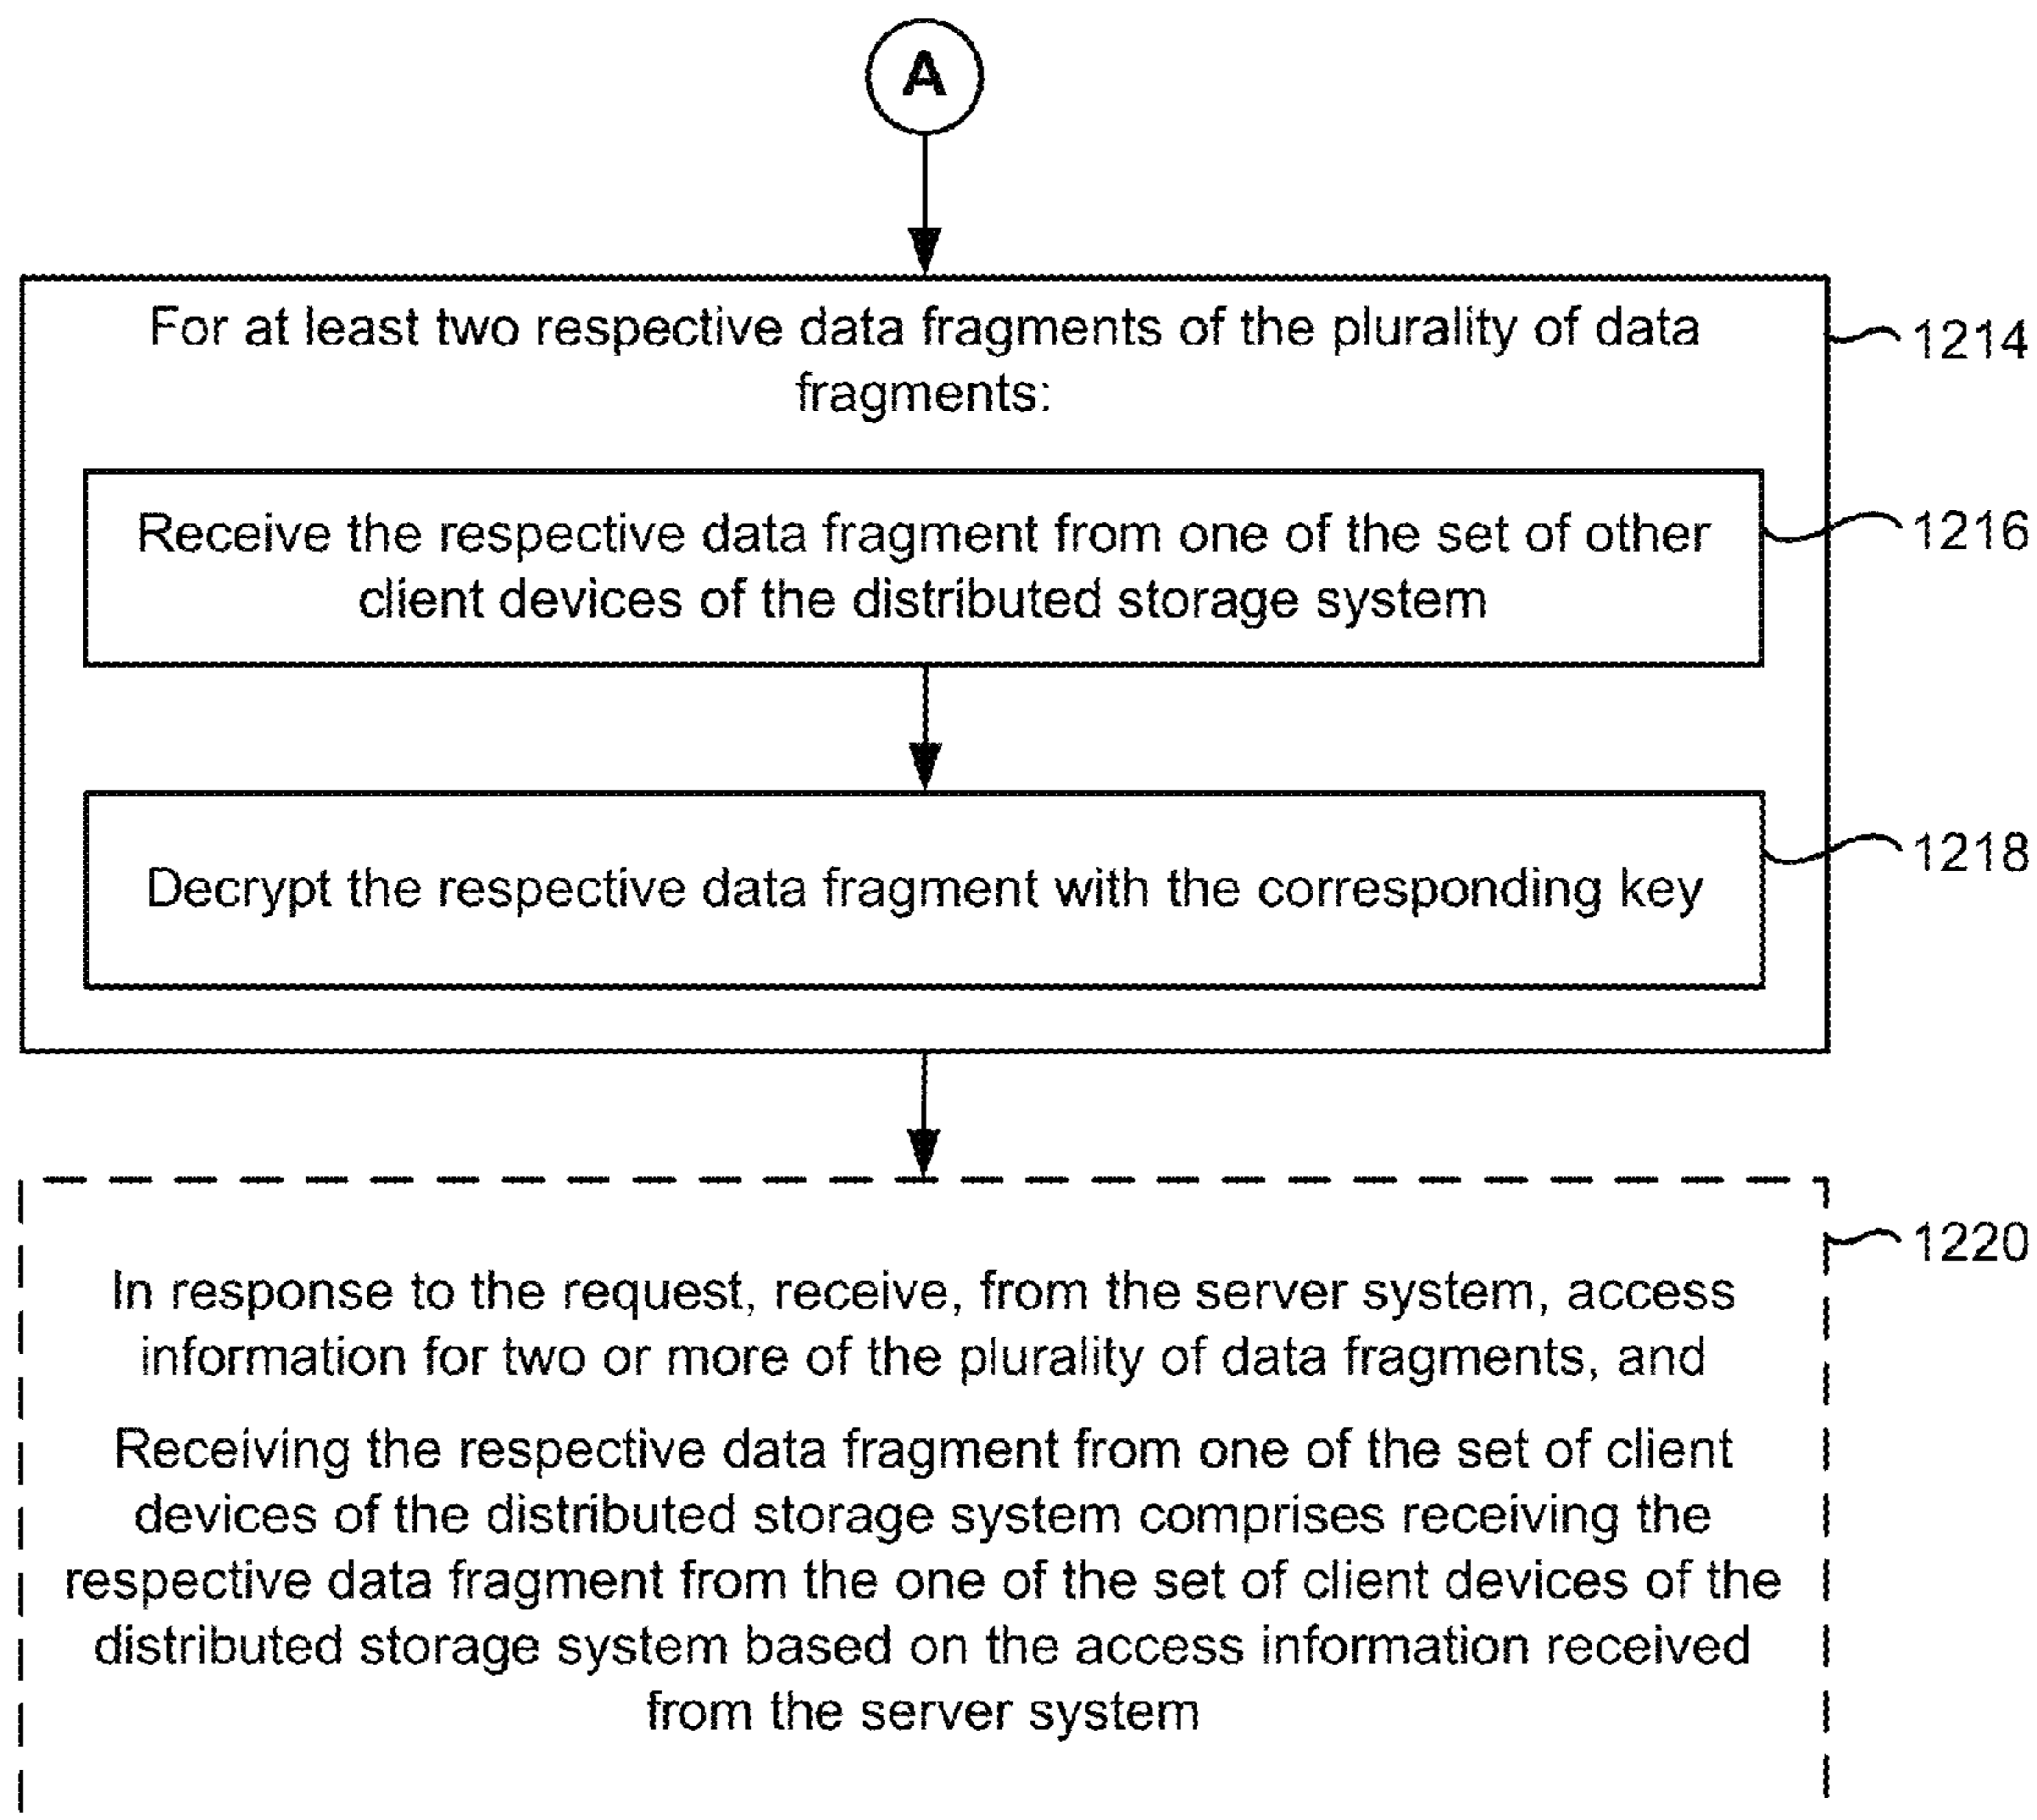 A
For at least two respective data fragments of the plurality of data
fragments:
1214
Receive the respective data fragment from one of the set of other
client devices of the distributed storage system
1216
Decrypt the respective data fragment with the corresponding key
1218
In response to the request, receive, from the server system, access
information for two or more of the plurality of data fragments, and
Receiving the respective data fragment from one of the set of client
devices of the distributed storage system comprises receiving the
respective data fragment from the one of the set of client devices of the
distributed storage system based on the access information received
from the server system
1220